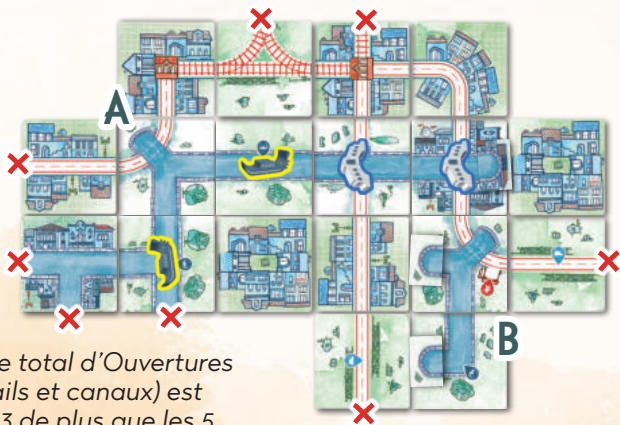 A
B
e total d'Ouvertures
ails et canaux) est
3 de plus que les 5